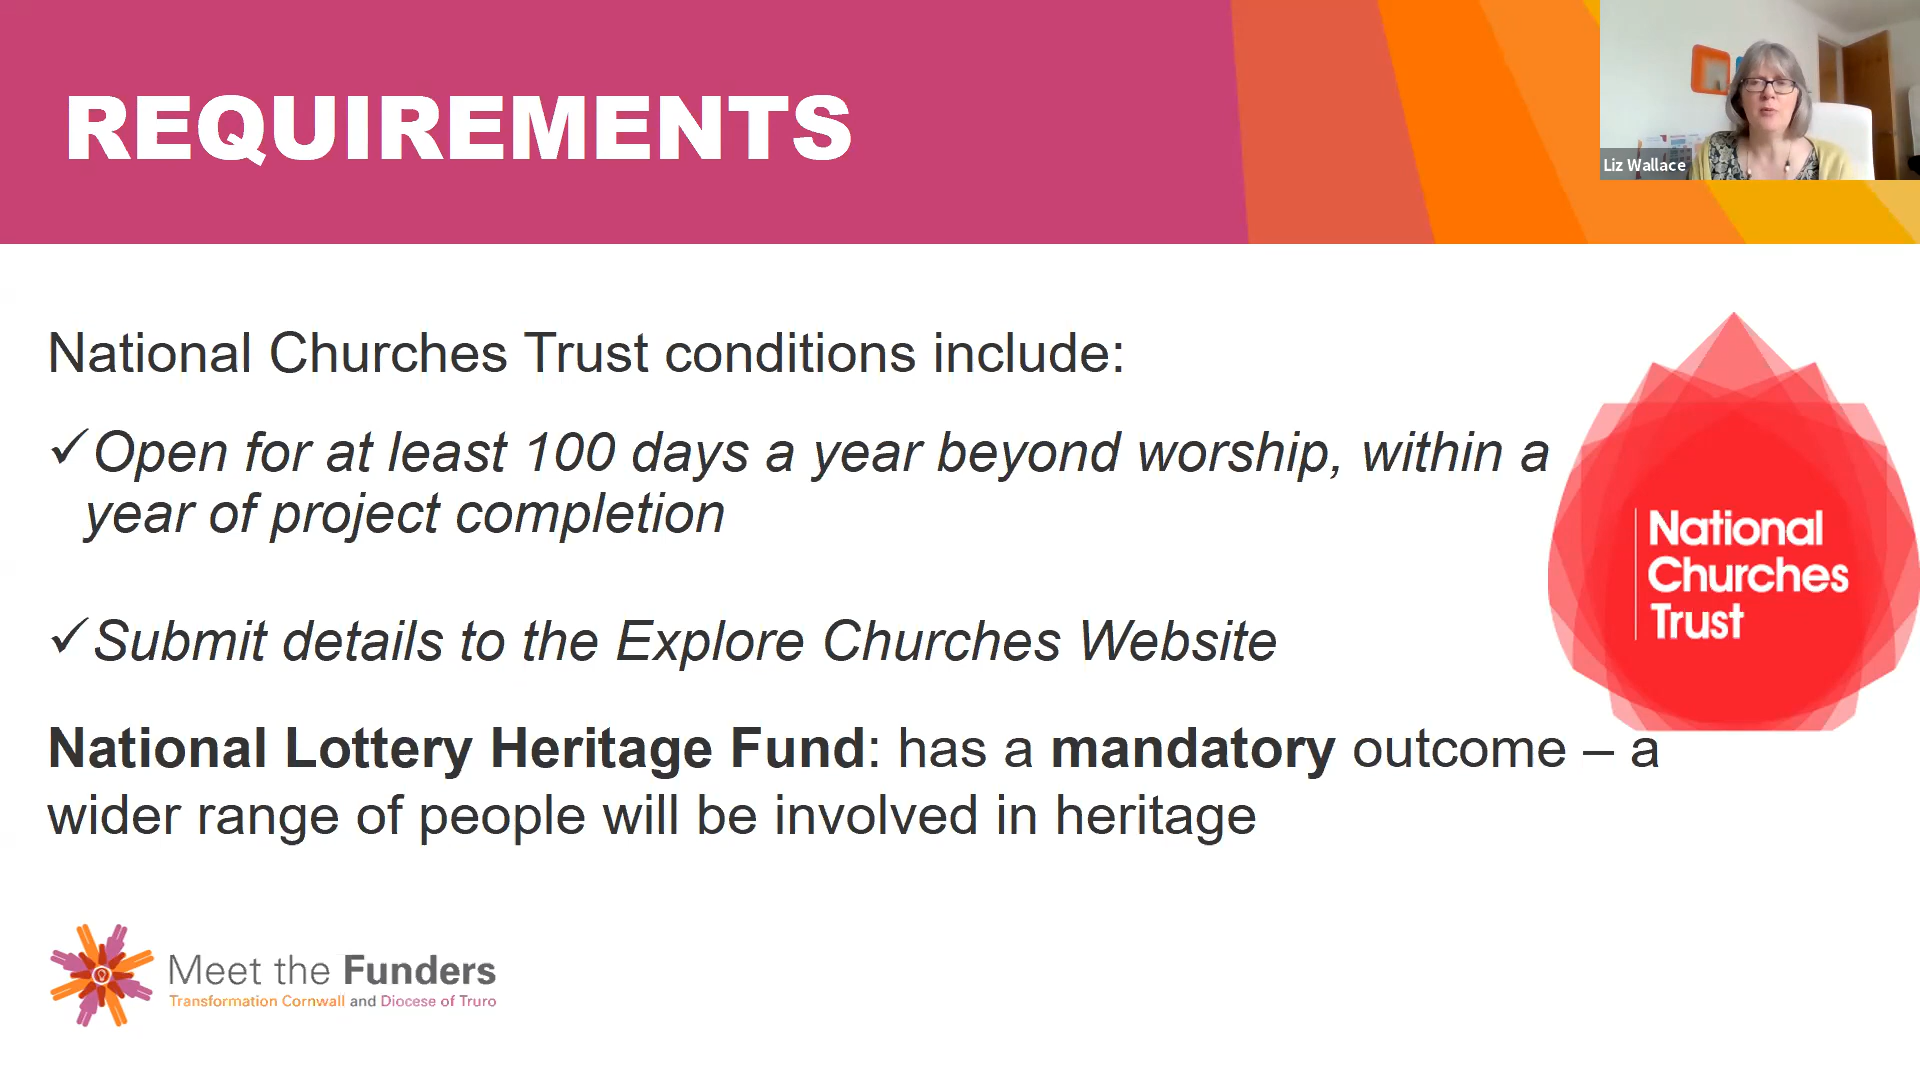 REQUIREMENTS
Liz Wallace
National Churches Trust conditions include:
✓Open for at least 100 days a year beyond worship, within a
year of project completion
✓Submit details to the Explore Churches Website
National Lottery Heritage Fund: has a mandatory outcome – a
wider range of people will be involved in heritage
National
Churches
Trust
Meet the Funders
Transformation Cornwall and Diocese of Truro